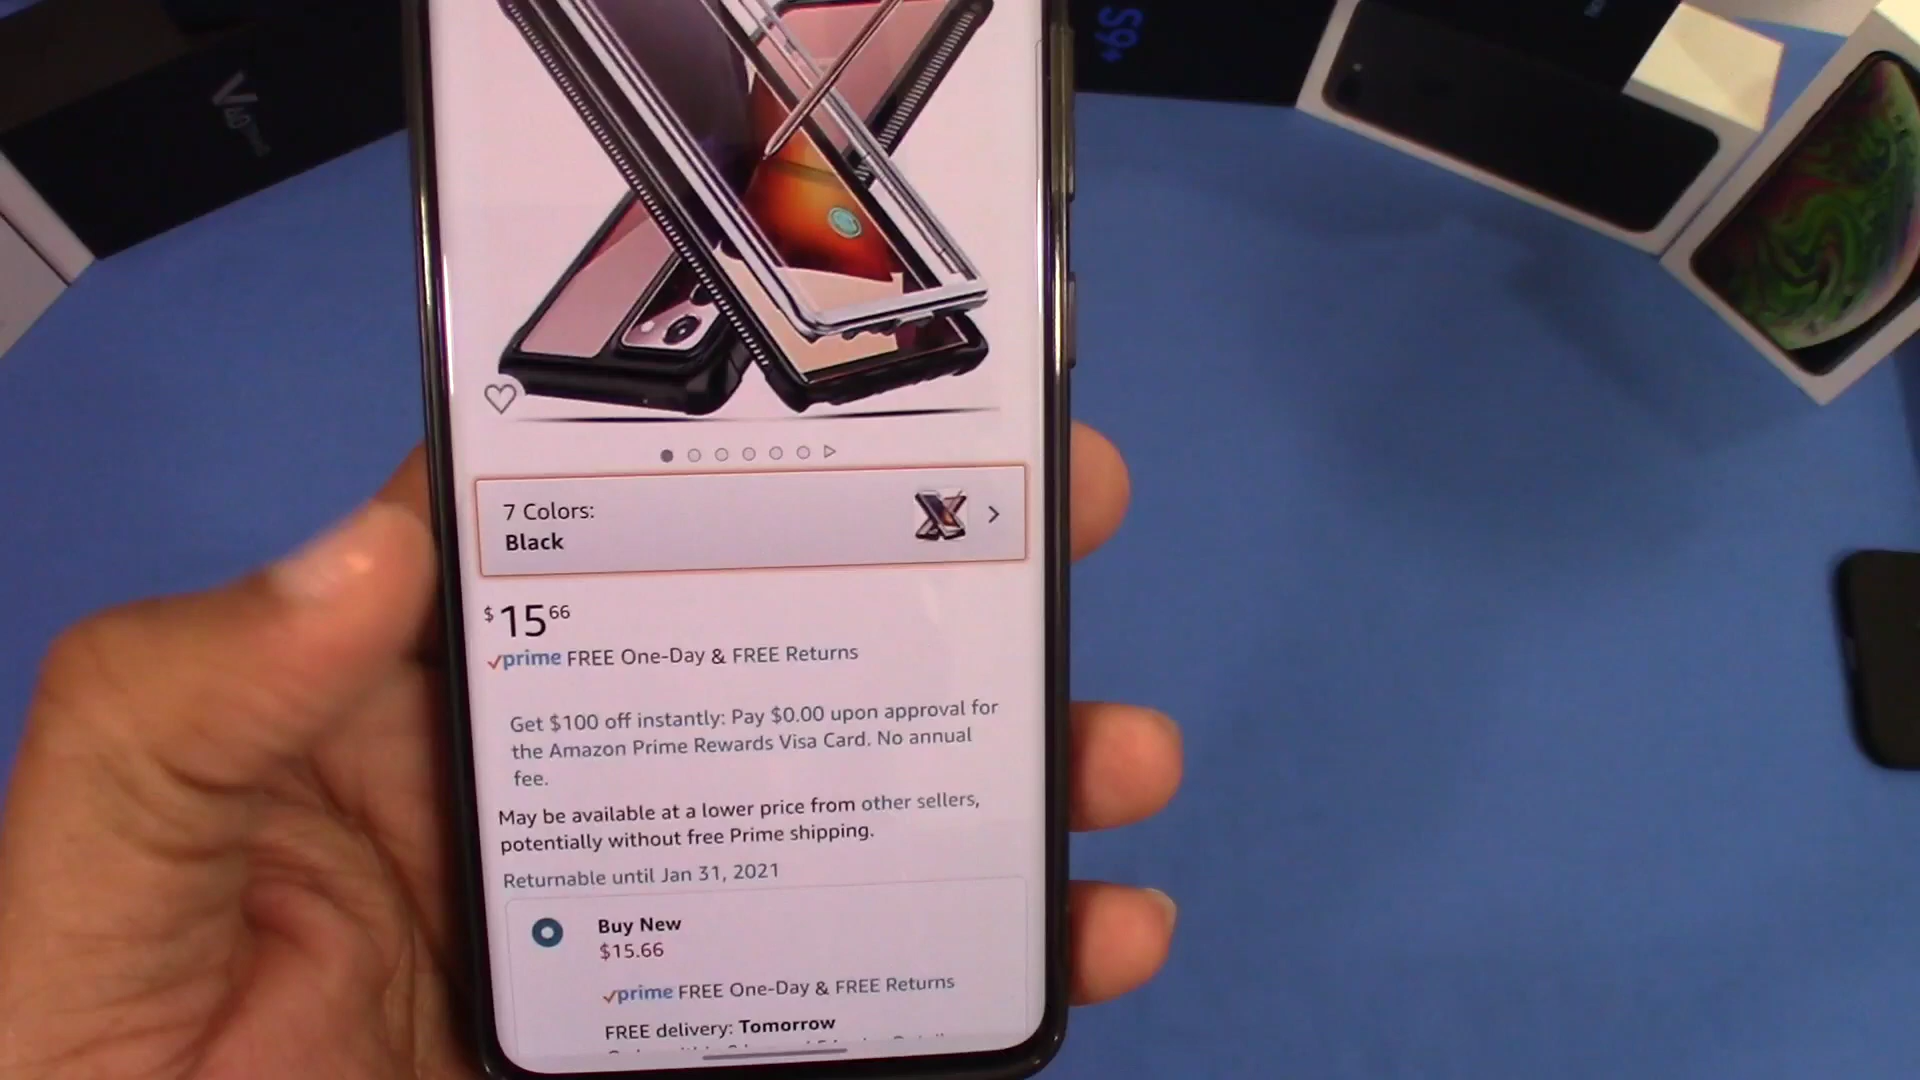 S9+
V40 ThinQ
7 Colors:
Black
$15.66
prime FREE One-Day & FREE Returns
Get $100 off instantly: Pay $0.00 upon approval for
the Amazon Prime Rewards Visa Card. No annual
fee.
May be available at a lower price from other sellers,
potentially without free Prime shipping.
Returnable until Jan 31, 2021
Buy New
$15.66
prime FREE One-Day & FREE Returns
FREE delivery: Tomorrow